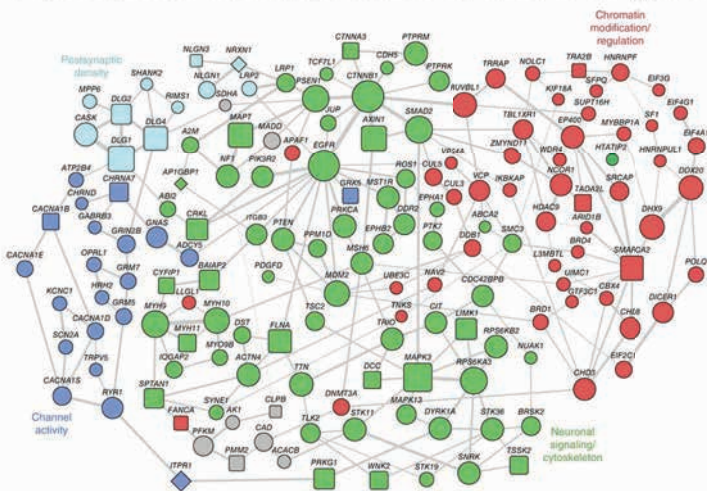 Chromatin
modification/
regulation
Postsynaptic
density
Channel
activity
Neuronal
signaling/
cytoskeleton
NLGN3
NRXN1
SHANK2
NLGN1
LRP2
SDHA
MPP6
DLG2
RIMS1
CASK
DLG4
DLG1
ATP2B4
CHRNA7
CHRND
CACNA1B
GABRB3
GRIN2B
GNAS
ADCY5
CACNA1E
OPRL1
GRM7
HRH2
KCNC1
GRM5
CACNA1D
SCN2A
TRPV5
CACNA1S
RYR1
ITPR1
LRP1
TCF7L1
CTNNA3
CDH5
PTPRM
PSEN1
CTNNB1
PTPRK
JUP
AXIN1
SMAD2
A2M
MAPT
MADD
APAF1
EGFR
NF1
PIK3R2
AP1GBP1
ABI2
CRKL
GRK5
ROS1
MST1R
PRKCA
DDR2
EPHA1
EPHB2
PTK7
ITGB3
PTEN
PPM1D
MSH6
ABCA2
SMC3
PDGFD
MDM2
CYFIP1
BAIAP2
LLGL1
MYH9
MYH10
MYH11
DST
MYO9B
IQGAP2
ACTN4
FLNA
TSC2
TRIO
CIT
CDC42BPB
LIMK1
RPS6KB2
NUAK1
DCC
MAPK3
RPS6KA3
TTN
SPTAN1
SYNE1
FANCA
AK1
CLPB
PFKM
CAD
PMM2
ACACB
TLK2
STK11
DNMT3A
MAPK13
DYRK1A
STK36
BRSK2
PRKG1
WNK2
STK19
SNRK
TSSK2
UBE3C
NAV2
TNKS
VPS4A
CUL5
CUL3
VCP
IKBKAP
DDB1
RUVBL1
TRRAP
NOLC1
TRA2B
HNRNPF
SFPQ
EIF3G
KIF18A
SUPT16H
TBL1XR1
EP400
MYBBP1A
SF1
EIF4G1
EIF4A1
ZMYND11
WDR4
HTATIP2
HNRNPUL1
NCOR1
SRCAP
DDX20
TADA2L
HDAC9
ARID1B
DHX9
BRD4
L3MBTL
SMARCA2
UIMC1
GTF3C1
CBX4
POLQ
DICER1
BRD1
CHD8
EIF2C1
CHD3